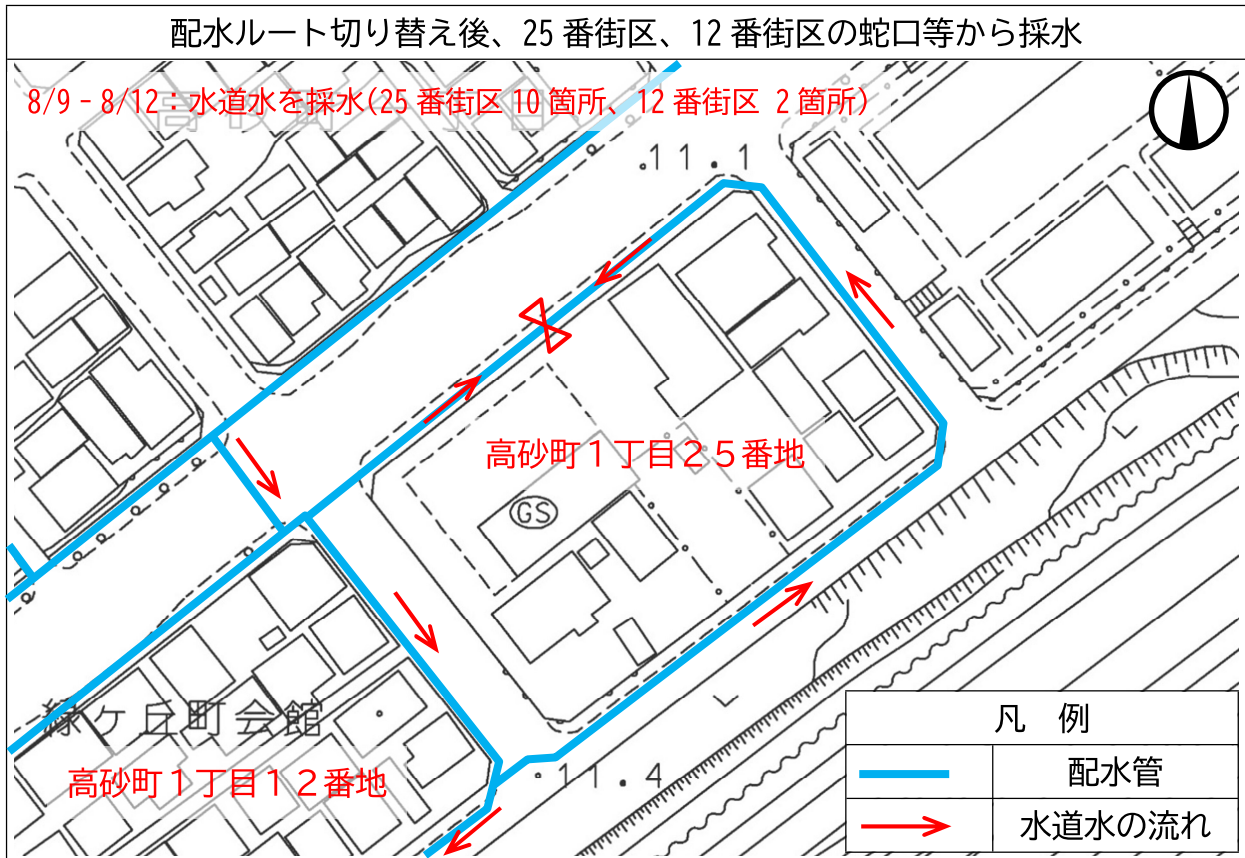 配水ルート切り替え後、25番街区、12番街区の蛇口等から採水
8/9 - 8/12：水道水を採水(25番街区 10箇所、12番街区 2箇所)
.11.1
高砂町１丁目２５番地
GS
緑ケ丘町会館
高砂町１丁目１２番地
.11.4
凡 例
配水管
水道水の流れ